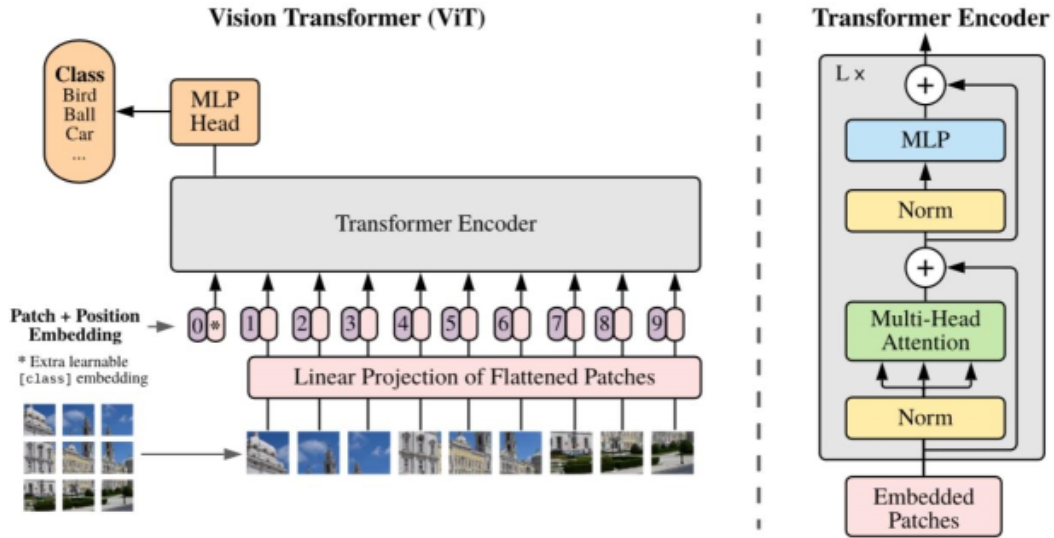 Vision Transformer (ViT)
Class
Bird
Ball
Car
...
MLP
Head
Transformer Encoder
Patch + Position
Embedding
* Extra learnable
[class] embedding
0 * 1 2 3 4 5 6 7 8 9
Linear Projection of Flattened Patches
Transformer Encoder
L ×
+
MLP
Norm
+
Multi-Head
Attention
Norm
Embedded
Patches